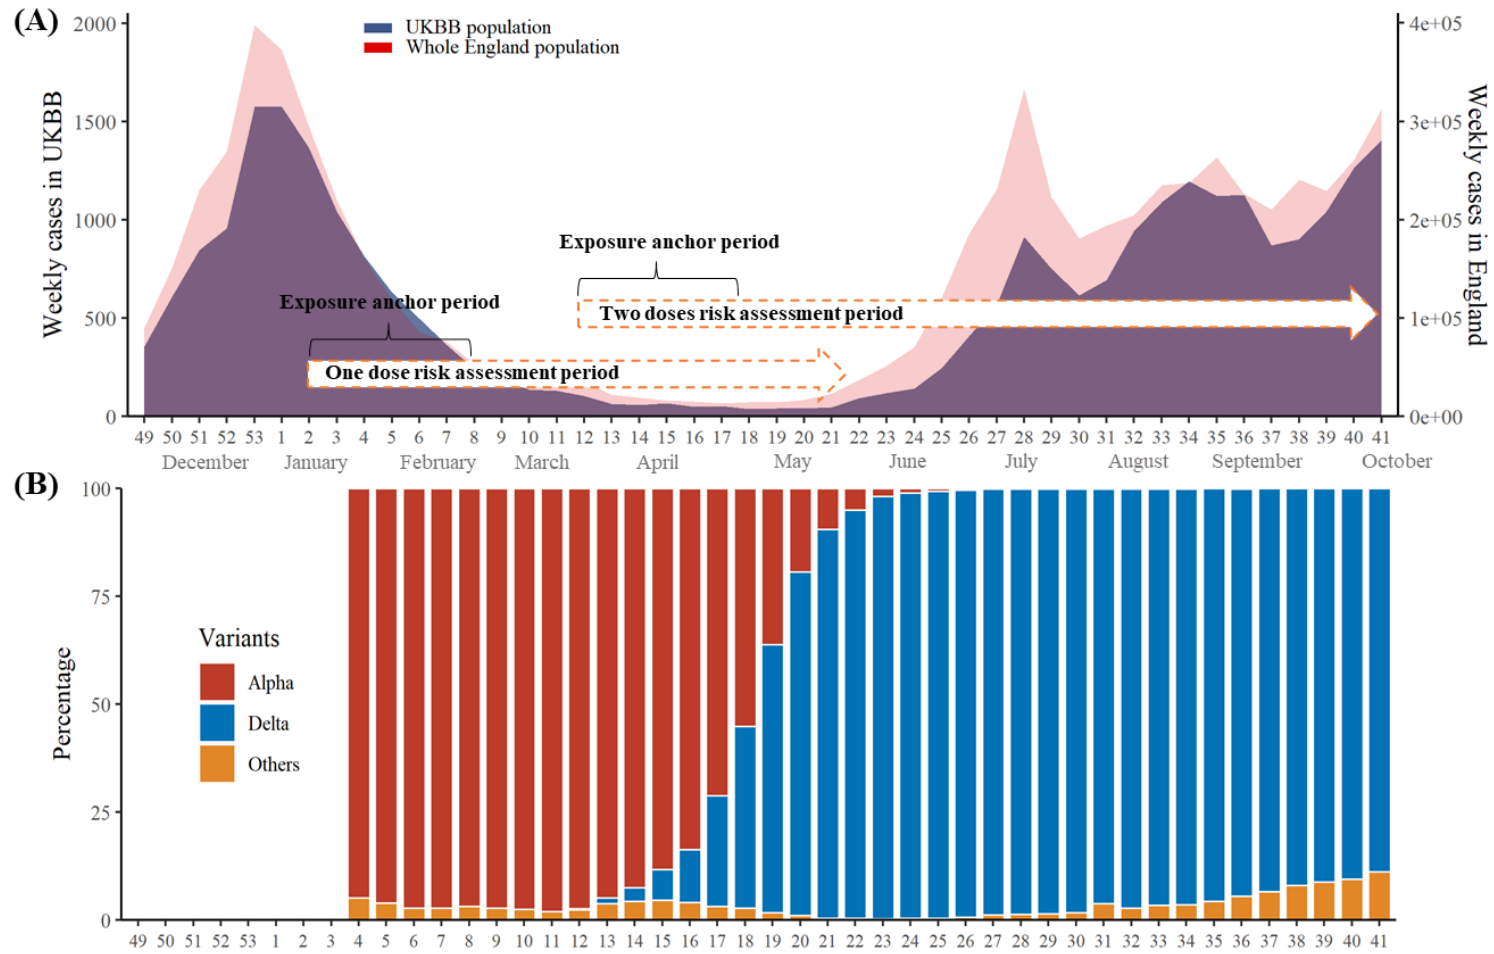 (A)
UKBB population
Whole England population
Weekly cases in UKBB
2000
1500
1000
500
0
Weekly cases in England
4e+05
3e+05
2e+05
1e+05
0e+00
Exposure anchor period
Exposure anchor period
Two doses risk assessment period
One dose risk assessment period
49 50 51 52 53 1 2 3 4 5 6 7 8 9 10 11 12 13 14 15 16 17 18 19 20 21 22 23 24 25 26 27 28 29 30 31 32 33 34 35 36 37 38 39 40 41
December January February March April May June July August September October
(B)
Percentage
100
75
50
25
0
Variants
Alpha
Delta
Others
49 50 51 52 53 1 2 3 4 5 6 7 8 9 10 11 12 13 14 15 16 17 18 19 20 21 22 23 24 25 26 27 28 29 30 31 32 33 34 35 36 37 38 39 40 41